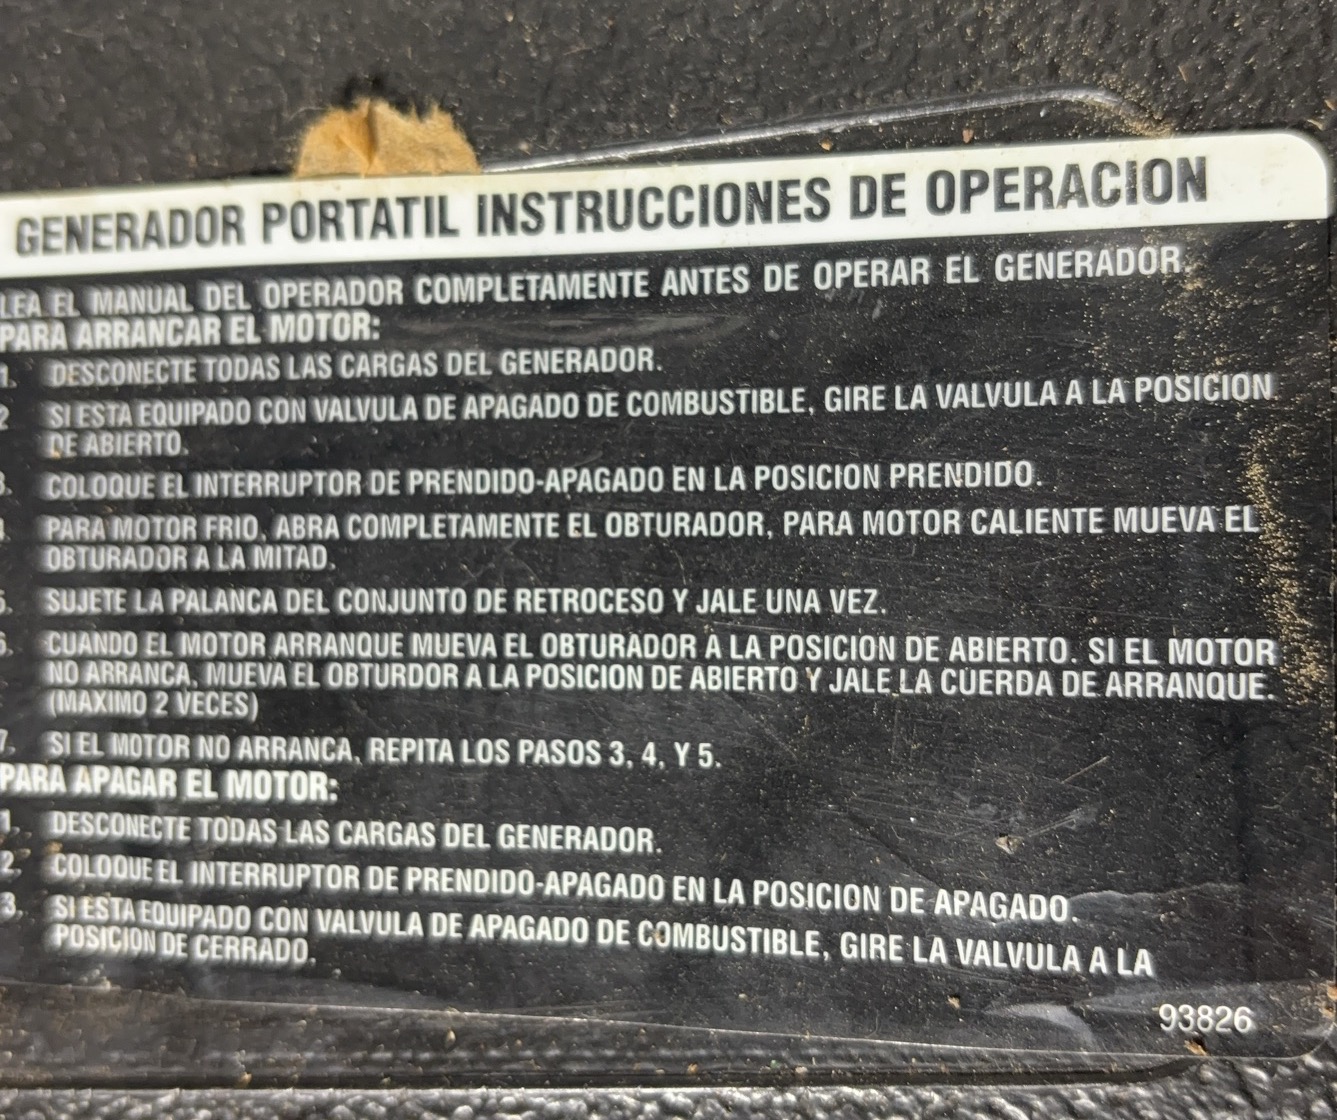 GENERADOR PORTATIL INSTRUCCIONES DE OPERACION
LEA EL MANUAL DEL OPERADOR COMPLETAMENTE ANTES DE OPERAR EL GENERADOR.
PARA ARRANCAR EL MOTOR:
1. DESCONECTE TODAS LAS CARGAS DEL GENERADOR.
2 SI ESTA EQUIPADO CON VALVULA DE APAGADO DE COMBUSTIBLE, GIRE LA VALVULA A LA POSICION
DE ABIERTO.
3. COLOQUE EL INTERRUPTOR DE PRENDIDO-APAGADO EN LA POSICION PRENDIDO.
4. PARA MOTOR FRIO, ABRA COMPLETAMENTE EL OBTURADOR, PARA MOTOR CALIENTE MUEVA EL
OBTURADOR A LA MITAD.
5. SUJETE LA PALANCA DEL CONJUNTO DE RETROCESO Y JALE UNA VEZ.
6. CUANDO EL MOTOR ARRANQUE MUEVA EL OBTURADOR A LA POSICION DE ABIERTO. SI EL MOTOR
NO ARRANCA, MUEVA EL OBTURDOR A LA POSICION DE ABIERTO Y JALE LA CUERDA DE ARRANQUE.
(MAXIMO 2 VECES)
7. SI EL MOTOR NO ARRANCA, REPITA LOS PASOS 3, 4, Y 5.
PARA APAGAR EL MOTOR:
1. DESCONECTE TODAS LAS CARGAS DEL GENERADOR.
2. COLOQUE EL INTERRUPTOR DE PRENDIDO-APAGADO EN LA POSICION DE APAGADO.
3. SI ESTA EQUIPADO CON VALVULA DE APAGADO DE COMBUSTIBLE, GIRE LA VALVULA A LA
POSICION DE CERRADO.
93826